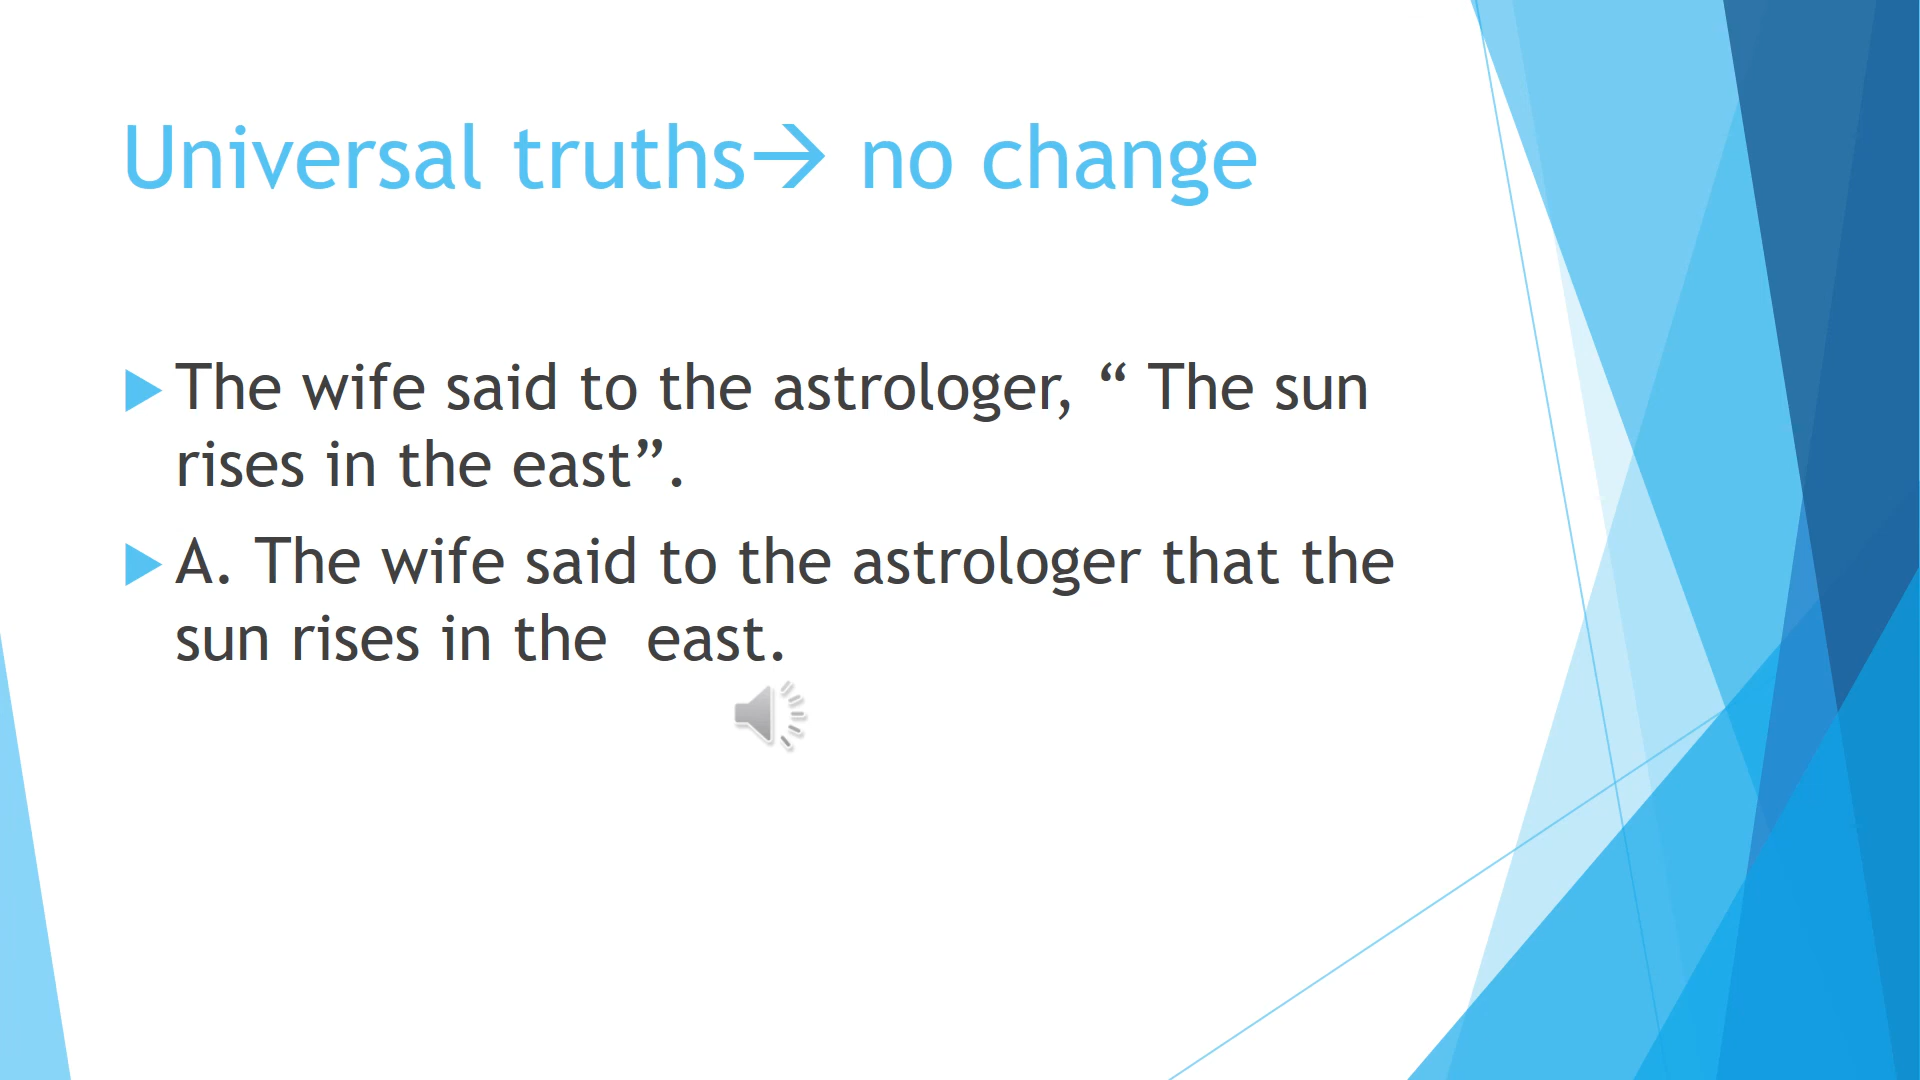 Universal truths→ no change
The wife said to the astrologer, “ The sun
rises in the east”.
A. The wife said to the astrologer that the
sun rises in the  east.